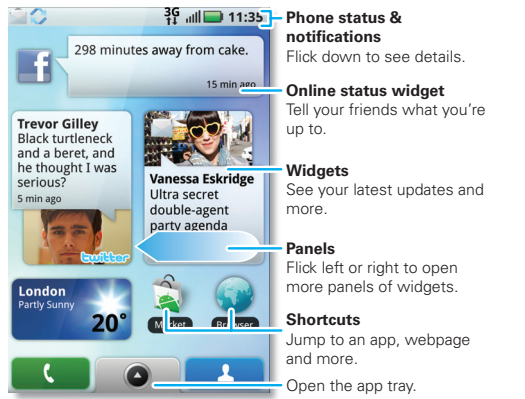 3G 11:35
298 minutes away from cake.
15 min ago
Trevor Gilley
Black turtleneck
and a beret, and
he thought I was
serious?
5 min ago
twitter
Vanessa Eskridge
Ultra secret
double-agent
party agenda
London
Partly Sunny
20°
Market
Browser
Phone status &
notifications
Flick down to see details.
Online status widget
Tell your friends what you're
up to.
Widgets
See your latest updates and
more.
Panels
Flick left or right to open
more panels of widgets.
Shortcuts
Jump to an app, webpage
and more.
Open the app tray.